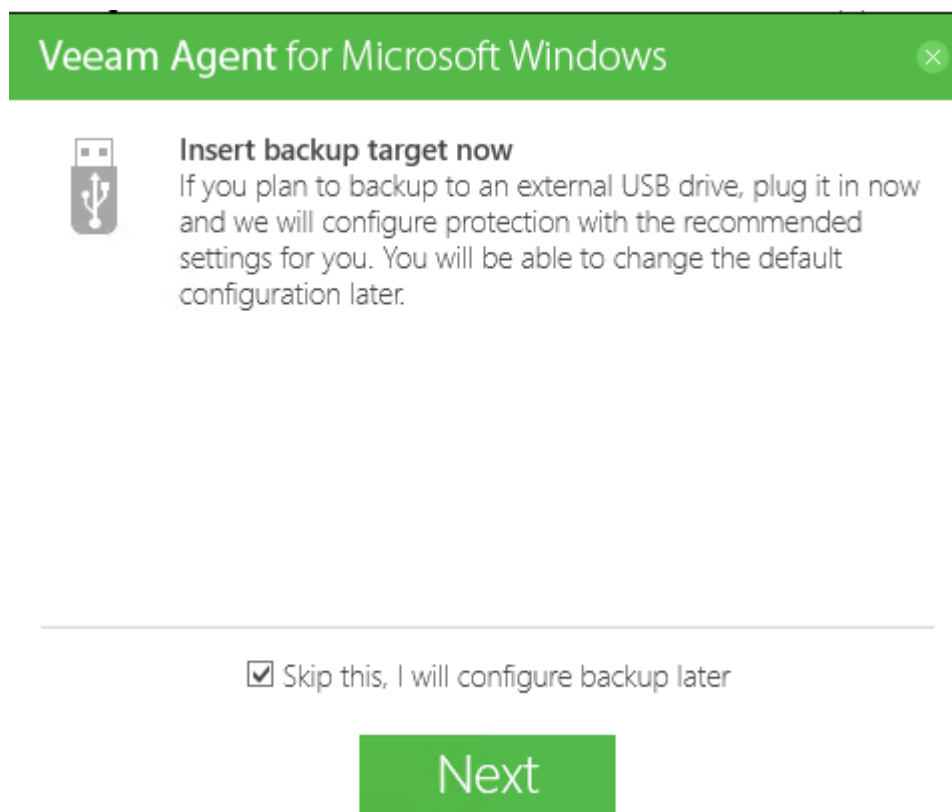 Veeam Agent for Microsoft Windows
Insert backup target now
If you plan to backup to an external USB drive, plug it in now
and we will configure protection with the recommended
settings for you. You will be able to change the default
configuration later.
Skip this, I will configure backup later
Next